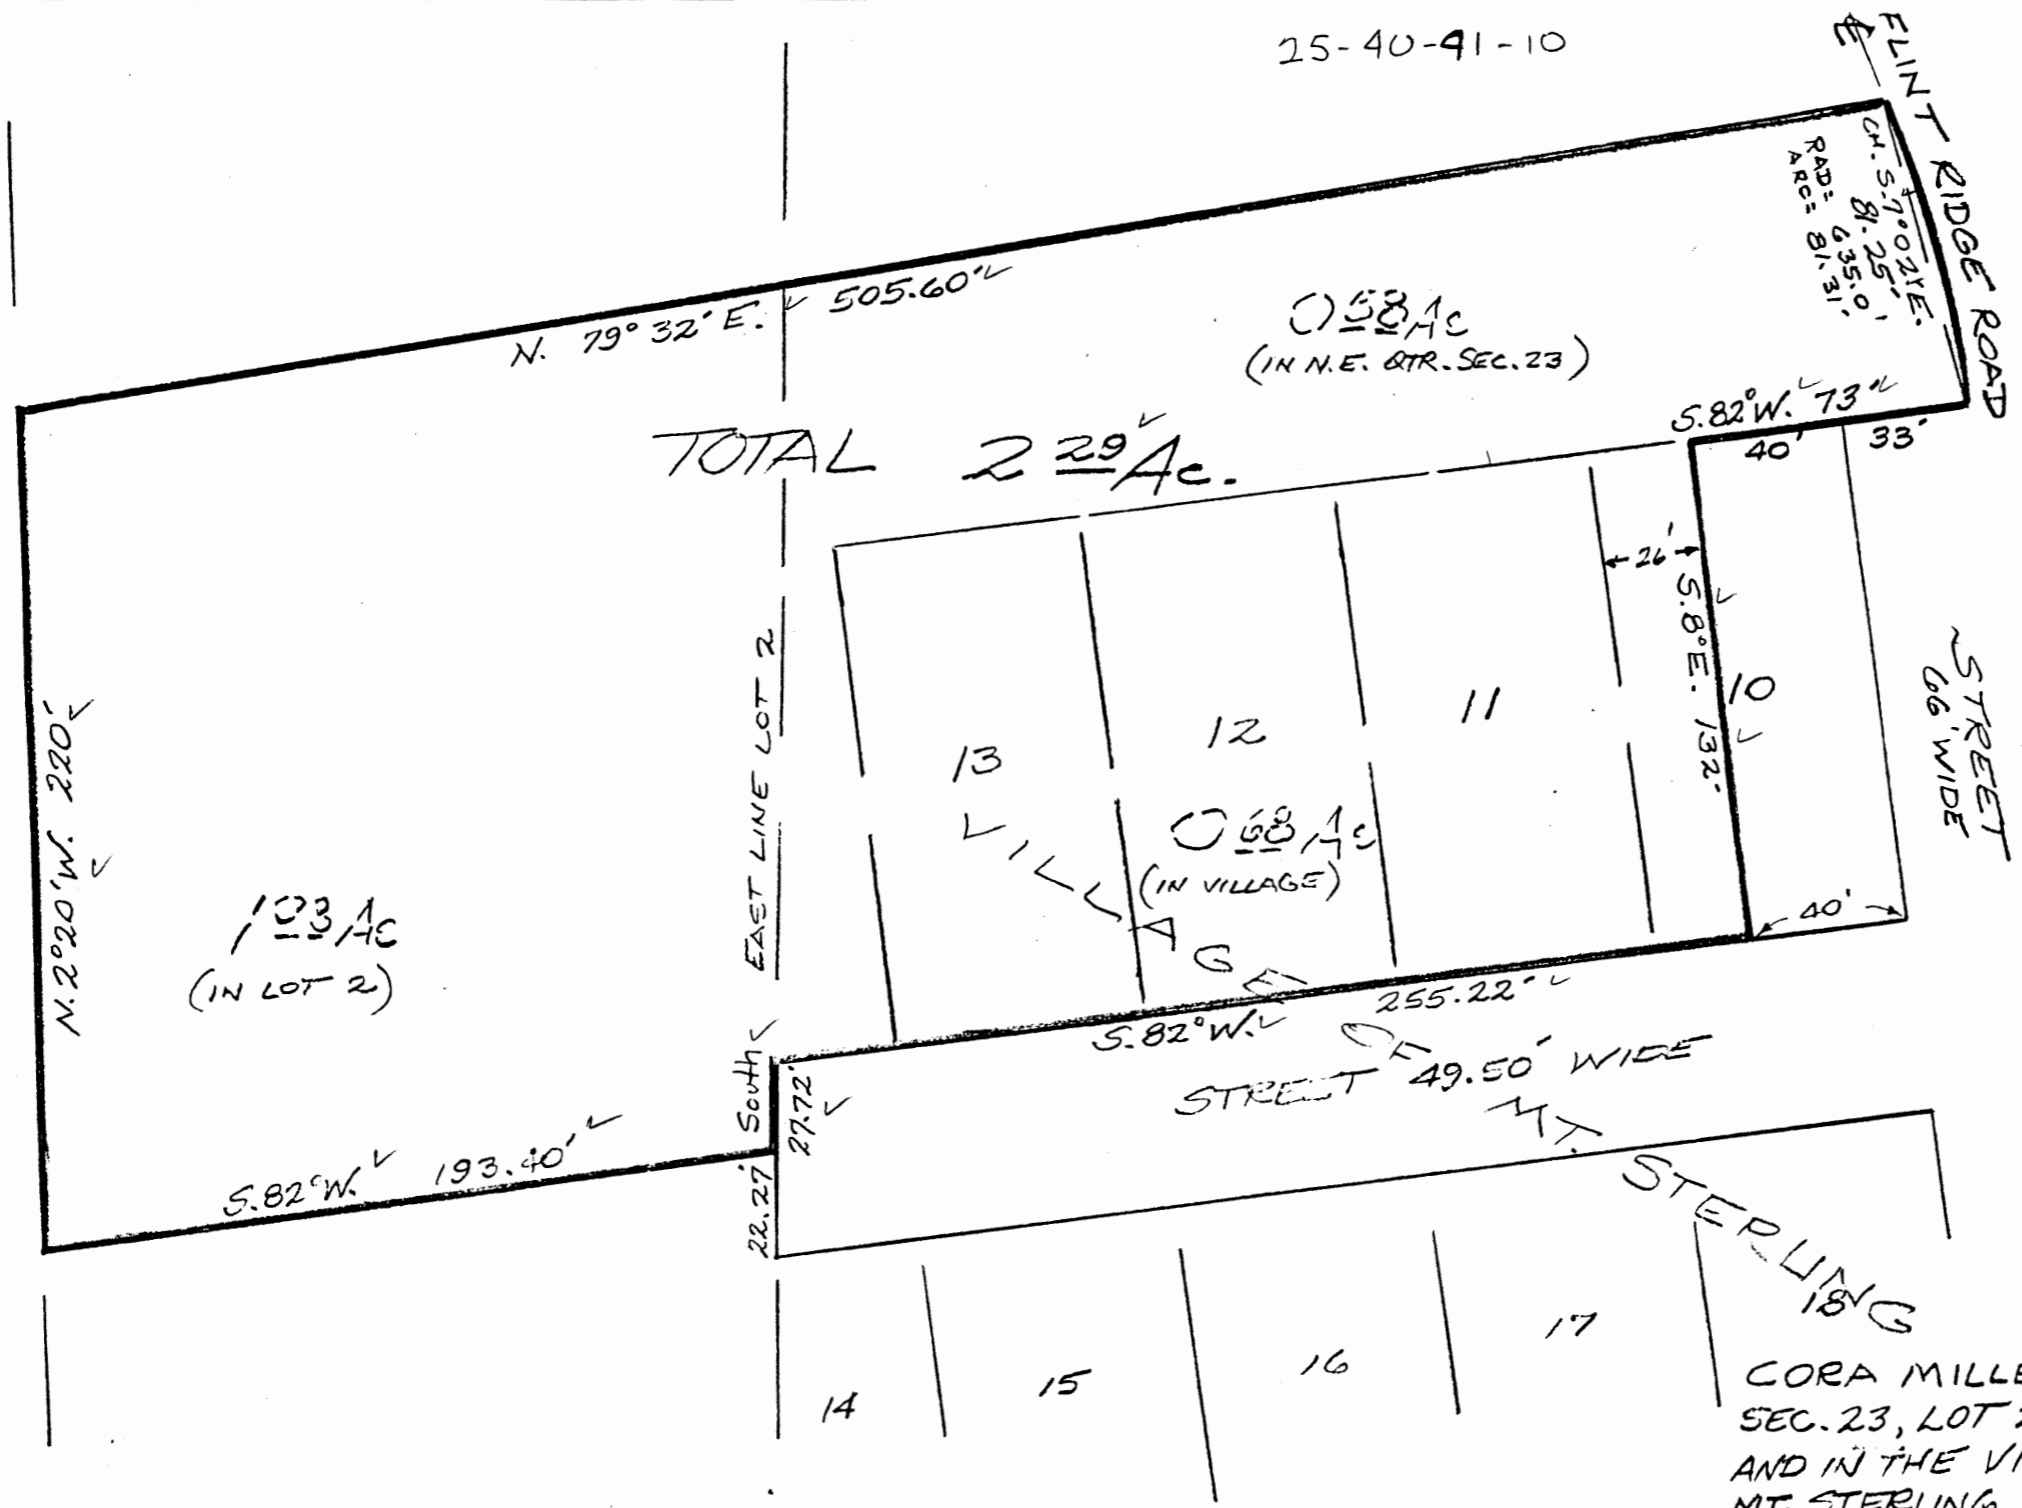 25-40-41-10
FLINT RIDGE ROAD
CH. S. 7°02'E.
81.25'
RAD= 635.0'
ARC= 81.31'
N. 79° 32' E. 505.60'
0.58 Ac
(IN N.E. QTR. SEC. 23)
S. 82° W. 73'
40' 33'
TOTAL 2.29 Ac.
26'
S. 8° E. 132'
10
11
12
13
~STREET
66' WIDE
EAST LINE LOT 2
N. 2° 20' W. 220'
0.68 Ac
(IN VILLAGE)
1.03 Ac
(IN LOT 2)
40'
S. 82° W. 255.22'
South
27.72'
22.27'
STREET 49.50' WIDE
VILLAGE OF MT. STERLING
S. 82° W. 193.40'
14
15
16
17
18
CORA MILLE
SEC. 23, LOT 2
AND IN THE VI
MT. STERLING